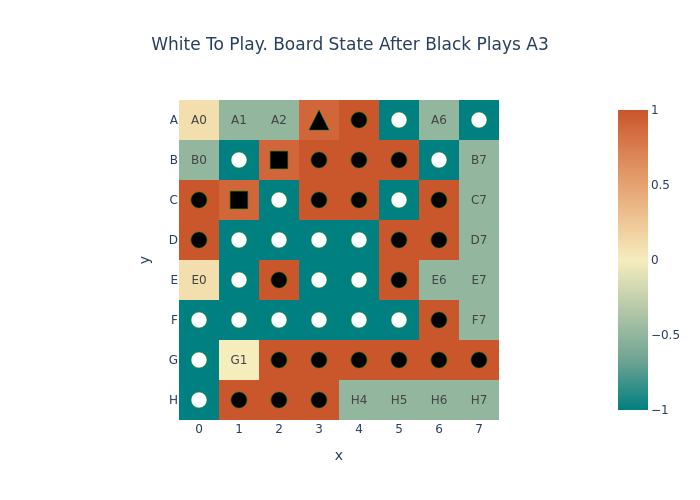 White To Play. Board State After Black Plays A3
A
A0
A1
A2
A6
1
B
B0
B7
0.5
C
C7
D
D7
y
0
E
E0
E6
E7
F
F7
−0.5
G
G1
H
H4
H5
H6
H7
−1
0
1
2
3
4
5
6
7
x